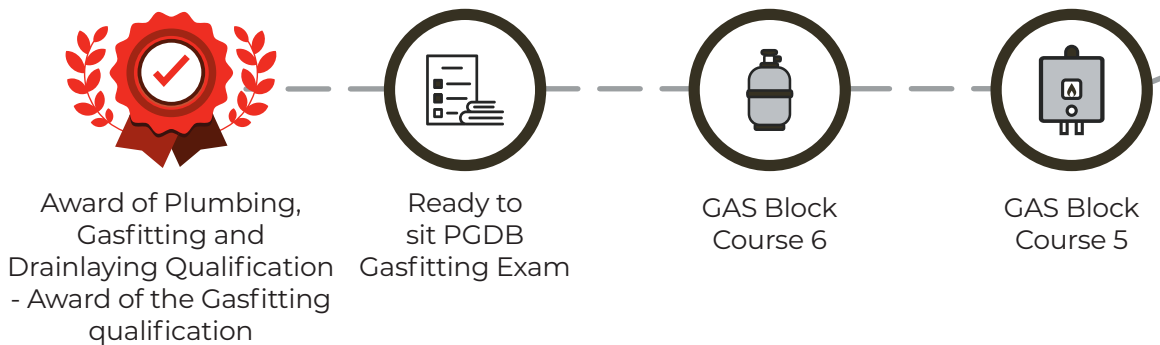 Award of Plumbing,
Gasfitting and
Drainlaying Qualification
- Award of the Gasfitting
qualification
Ready to
sit PGDB
Gasfitting Exam
GAS Block
Course 6
GAS Block
Course 5